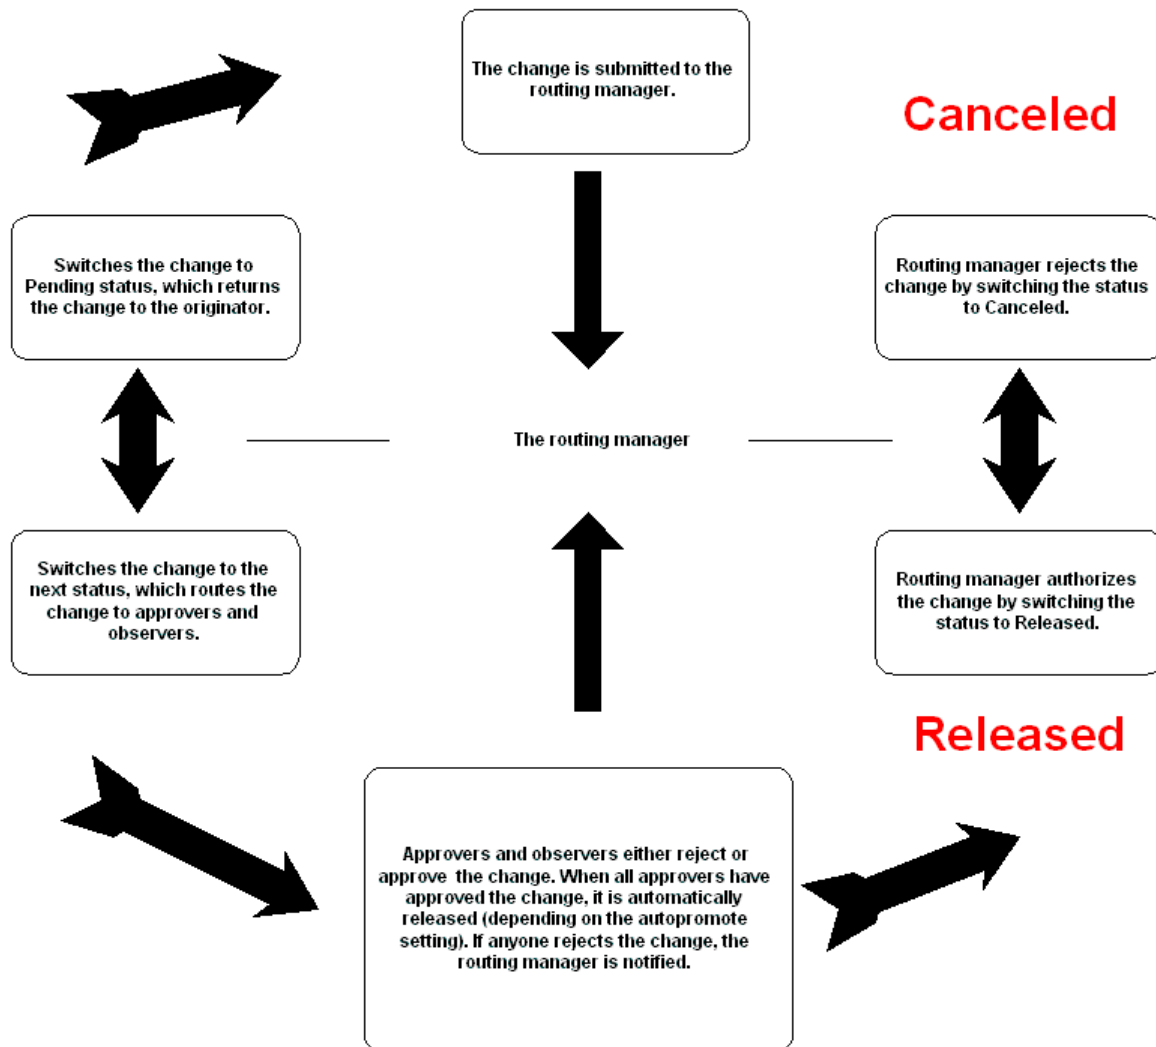 The change is submitted to the
routing manager.
Canceled
Switches the change to
Pending status, which returns
the change to the originator.
Routing manager rejects the
change by switching the status
to Canceled.
The routing manager
Switches the change to the
next status, which routes the
change to approvers and
observers.
Routing manager authorizes
the change by switching the
status to Released.
Released
Approvers and observers either reject or
approve the change. When all approvers have
approved the change, it is automatically
released (depending on the autopromote
setting). If anyone rejects the change, the
routing manager is notified.